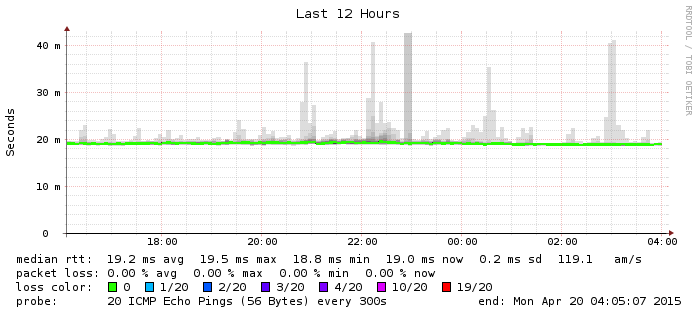 Last 12 Hours
RRDTOOL / TOBI OETIKER
Seconds
40 m
30 m
20 m
10 m
0
18:00 20:00 22:00 00:00 02:00 04:00
median rtt: 19.2 ms avg 19.5 ms max 18.8 ms min 19.0 ms now 0.2 ms sd 119.1 am/s
packet loss: 0.00 % avg 0.00 % max 0.00 % min 0.00 % now
loss color: 0 1/20 2/20 3/20 4/20 10/20 19/20
probe: 20 ICMP Echo Pings (56 Bytes) every 300s end: Mon Apr 20 04:05:07 2015